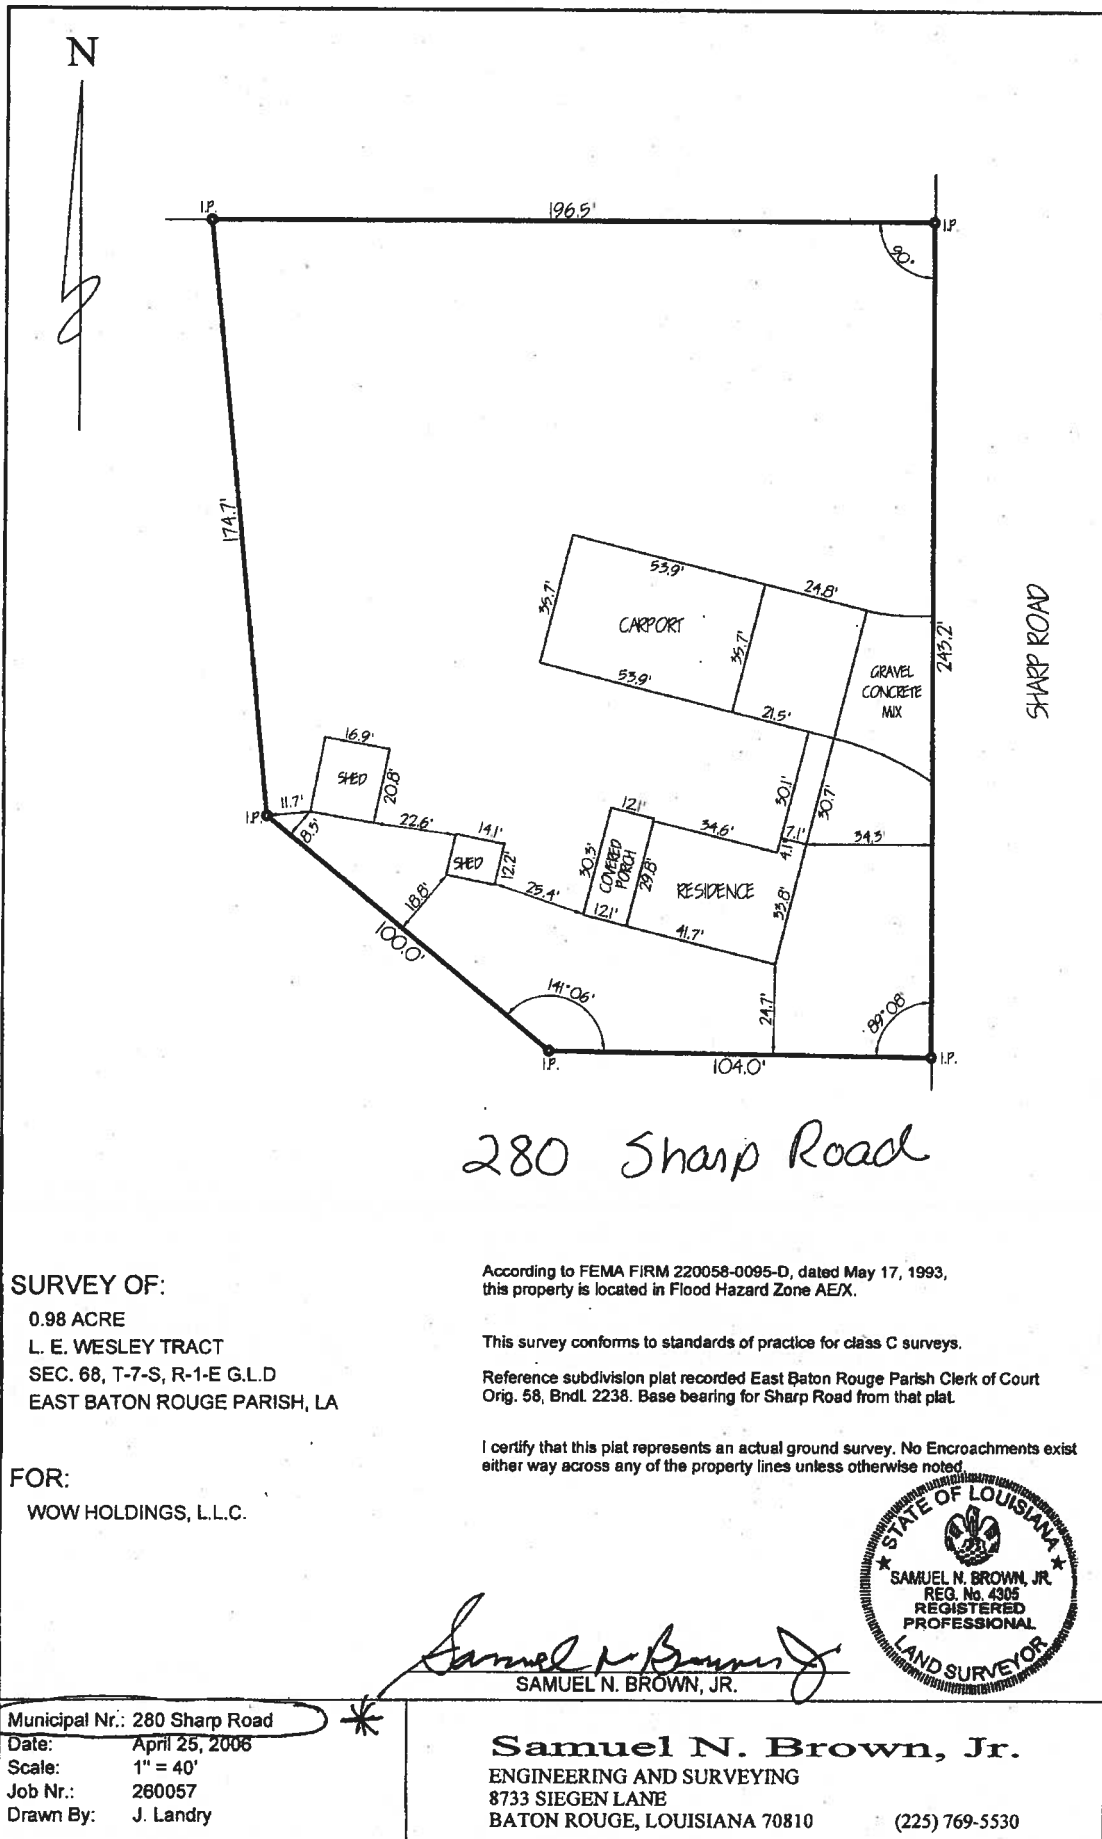 N
I.P.
196.5'
I.P.
90°
174.7'
53.9'
24.8'
35.7'
CARPORT
35.7'
243.2'
SHARP ROAD
GRAVEL
CONCRETE
MIX
53.9'
21.5'
16.9'
SHED
20.8'
30.1'
30.7'
11.7'
I.P.
8.3'
22.6'
14.1'
SHED
12.2'
12.1'
34.6'
7.1'
4.1'
34.3'
30.3'
COVERED
PORCH
29.8'
RESIDENCE
33.8'
18.8'
25.4'
12.1'
41.7'
100.0'
141°06'
24.7'
89°08'
I.P.
104.0'
I.P.
280 Sharp Road
SURVEY OF:
0.98 ACRE
L. E. WESLEY TRACT
SEC. 68, T-7-S, R-1-E G.L.D
EAST BATON ROUGE PARISH, LA
FOR:
WOW HOLDINGS, L.L.C.
According to FEMA FIRM 220058-0095-D, dated May 17, 1993,
this property is located in Flood Hazard Zone AE/X.
This survey conforms to standards of practice for class C surveys.
Reference subdivision plat recorded East Baton Rouge Parish Clerk of Court
Orig. 58, Bndl. 2238. Base bearing for Sharp Road from that plat.
I certify that this plat represents an actual ground survey. No Encroachments exist
either way across any of the property lines unless otherwise noted.
STATE OF LOUISIANA
SAMUEL N. BROWN, JR.
REG. No. 4305
REGISTERED
PROFESSIONAL
LAND SURVEYOR
Samuel N. Brown Jr
SAMUEL N. BROWN, JR.
Municipal Nr.: 280 Sharp Road
Date: April 25, 2006
Scale: 1" = 40'
Job Nr.: 260057
Drawn By: J. Landry
Samuel N. Brown, Jr.
ENGINEERING AND SURVEYING
8733 SIEGEN LANE
BATON ROUGE, LOUISIANA 70810 (225) 769-5530